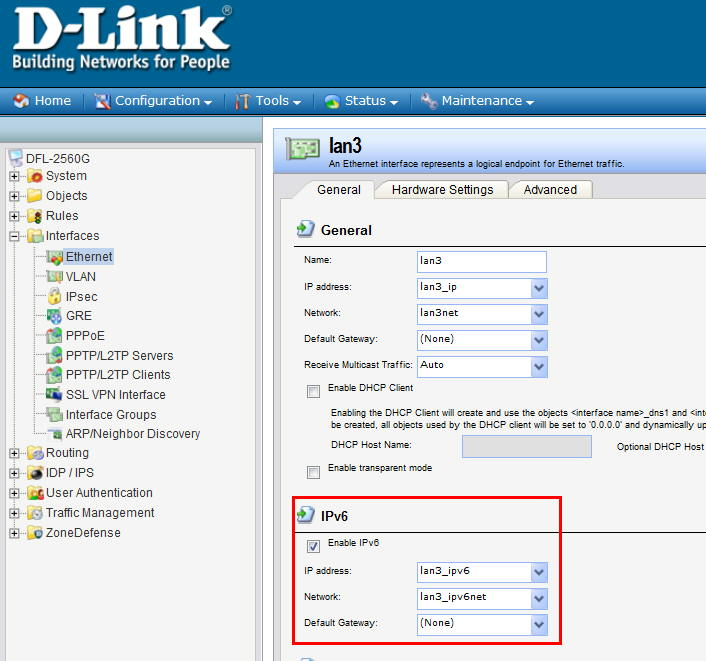 D-Link®
Building Networks for People
Home Configuration Tools Status Maintenance
DFL-2560G
System
Objects
Rules
Interfaces
Ethernet
VLAN
IPsec
GRE
PPPoE
PPTP/L2TP Servers
PPTP/L2TP Clients
SSL VPN Interface
Interface Groups
ARP/Neighbor Discovery
Routing
IDP / IPS
User Authentication
Traffic Management
ZoneDefense
lan3
An Ethernet interface represents a logical endpoint for Ethernet traffic.
General Hardware Settings Advanced
General
Name: lan3
IP address: lan3_ip
Network: lan3net
Default Gateway: (None)
Receive Multicast Traffic: Auto
Enable DHCP Client
Enabling the DHCP Client will create and use the objects <interface name>_dns1 and <inte
be created, all objects used by the DHCP client will be set to '0.0.0.0' and dynamically up
DHCP Host Name: Optional DHCP Host
Enable transparent mode
IPv6
Enable IPv6
IP address: lan3_ipv6
Network: lan3_ipv6net
Default Gateway: (None)